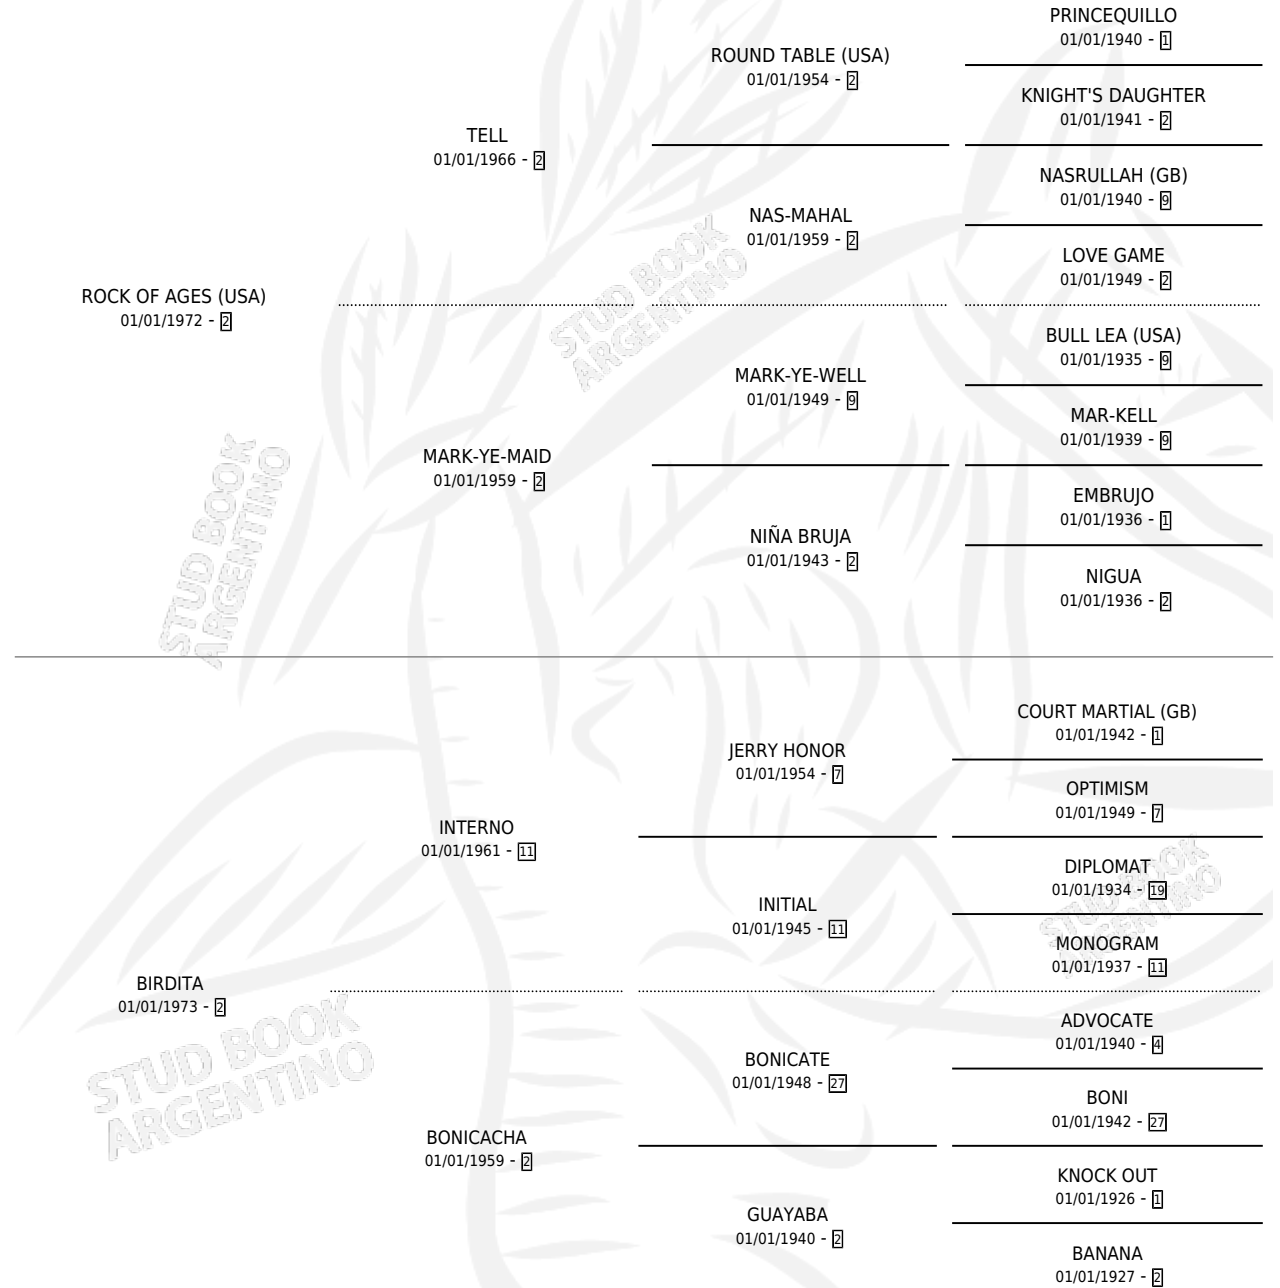 PRINCEQUILLO
01/01/1940 - 1
ROUND TABLE (USA)
01/01/1954 - 2
KNIGHT'S DAUGHTER
01/01/1941 - 2
TELL
01/01/1966 - 2
NASRULLAH (GB)
01/01/1940 - 9
NAS-MAHAL
01/01/1959 - 2
LOVE GAME
01/01/1949 - 2
ROCK OF AGES (USA)
01/01/1972 - 2
BULL LEA (USA)
01/01/1935 - 9
MARK-YE-WELL
01/01/1949 - 9
MAR-KELL
01/01/1939 - 9
MARK-YE-MAID
01/01/1959 - 2
EMBRUJO
01/01/1936 - 1
NIÑA BRUJA
01/01/1943 - 2
NIGUA
01/01/1936 - 2
COURT MARTIAL (GB)
01/01/1942 - 1
JERRY HONOR
01/01/1954 - 7
OPTIMISM
01/01/1949 - 7
INTERNO
01/01/1961 - 11
DIPLOMAT
01/01/1934 - 19
INITIAL
01/01/1945 - 11
MONOGRAM
01/01/1937 - 11
BIRDITA
01/01/1973 - 2
ADVOCATE
01/01/1940 - 4
BONICATE
01/01/1948 - 27
BONI
01/01/1942 - 27
BONICACHA
01/01/1959 - 2
KNOCK OUT
01/01/1926 - 1
GUAYABA
01/01/1940 - 2
BANANA
01/01/1927 - 2
STUD BOOK
ARGENTINO
STUD BOOK
ARGENTINO
STUD BOOK
ARGENTINO
STUD BOOK
ARGENTINO